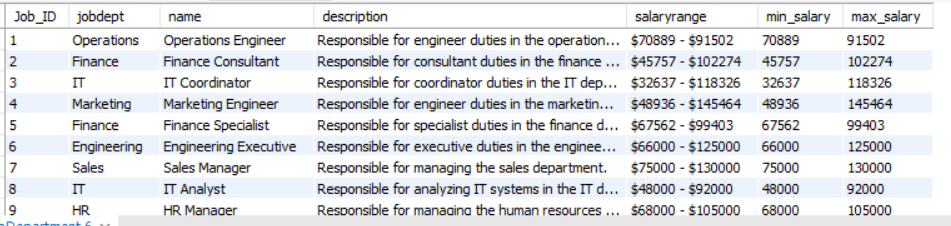 Job_ID jobdept name description salaryrange min_salary max_salary
1 Operations Operations Engineer Responsible for engineer duties in the operation... $70889 - $91502 70889 91502
2 Finance Finance Consultant Responsible for consultant duties in the finance ... $45757 - $102274 45757 102274
3 IT IT Coordinator Responsible for coordinator duties in the IT dep... $32637 - $118326 32637 118326
4 Marketing Marketing Engineer Responsible for engineer duties in the marketin... $48936 - $145464 48936 145464
5 Finance Finance Specialist Responsible for specialist duties in the finance d... $67562 - $99403 67562 99403
6 Engineering Engineering Executive Responsible for executive duties in the enginee... $66000 - $125000 66000 125000
7 Sales Sales Manager Responsible for managing the sales department. $75000 - $130000 75000 130000
8 IT IT Analyst Responsible for analyzing IT systems in the IT d... $48000 - $92000 48000 92000
9 HR HR Manager Responsible for managing the human resources ... $68000 - $105000 68000 105000